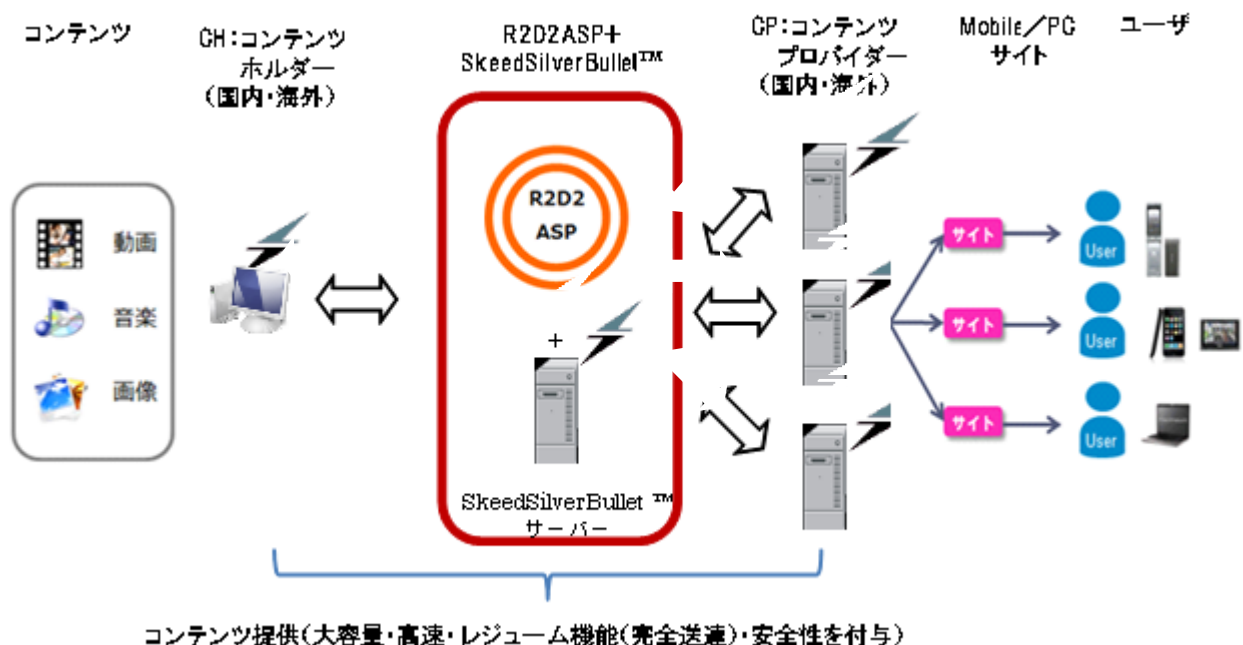 コンテンツ
CH:コンテンツ
ホルダー
(国内・海外)
R2D2ASP+
SkeedSilverBullet™
CP:コンテンツ
プロバイダー
(国内・海外)
Mobile/PC
サイト
ユーザ
動画
音楽
画像
R2D2
ASP
+
SkeedSilverBullet ™
サーバー
サイト
User
サイト
User
サイト
User
コンテンツ提供(大容量・高速・レジューム機能(完全送達)・安全性を付与)